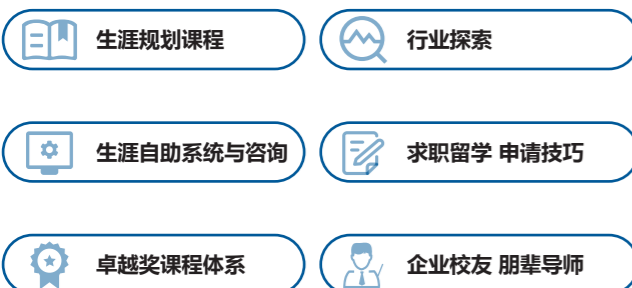 生涯规划课程
行业探索
生涯自助系统与咨询
求职留学 申请技巧
卓越奖课程体系
企业校友 朋辈导师